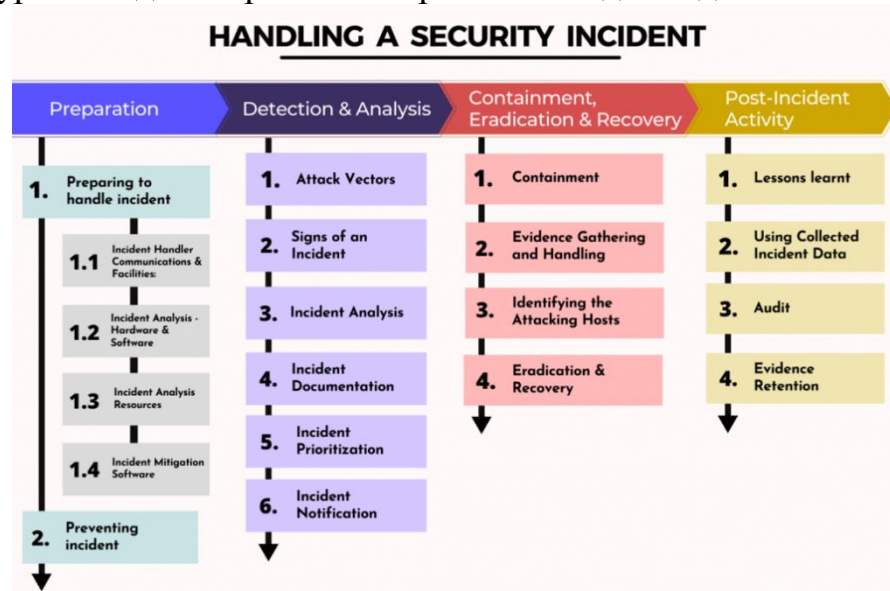 HANDLING A SECURITY INCIDENT
Preparation
Detection & Analysis
Containment,
Eradication & Recovery
Post-Incident
Activity
1.
Preparing to
handle incident
1.1
Incident Handler
Communications &
Facilities:
1.2
Incident Analysis -
Hardware &
Software
1.3
Incident Analysis
Resources
1.4
Incident Mitigation
Software
2.
Preventing
incident
1.
Attack Vectors
2.
Signs of an
Incident
3.
Incident Analysis
4.
Incident
Documentation
5.
Incident
Prioritization
6.
Incident
Notification
1.
Containment
2.
Evidence Gathering
and Handling
3.
Identifying the
Attacking Hosts
4.
Eradication &
Recovery
1.
Lessons learnt
2.
Using Collected
Incident Data
3.
Audit
4.
Evidence
Retention